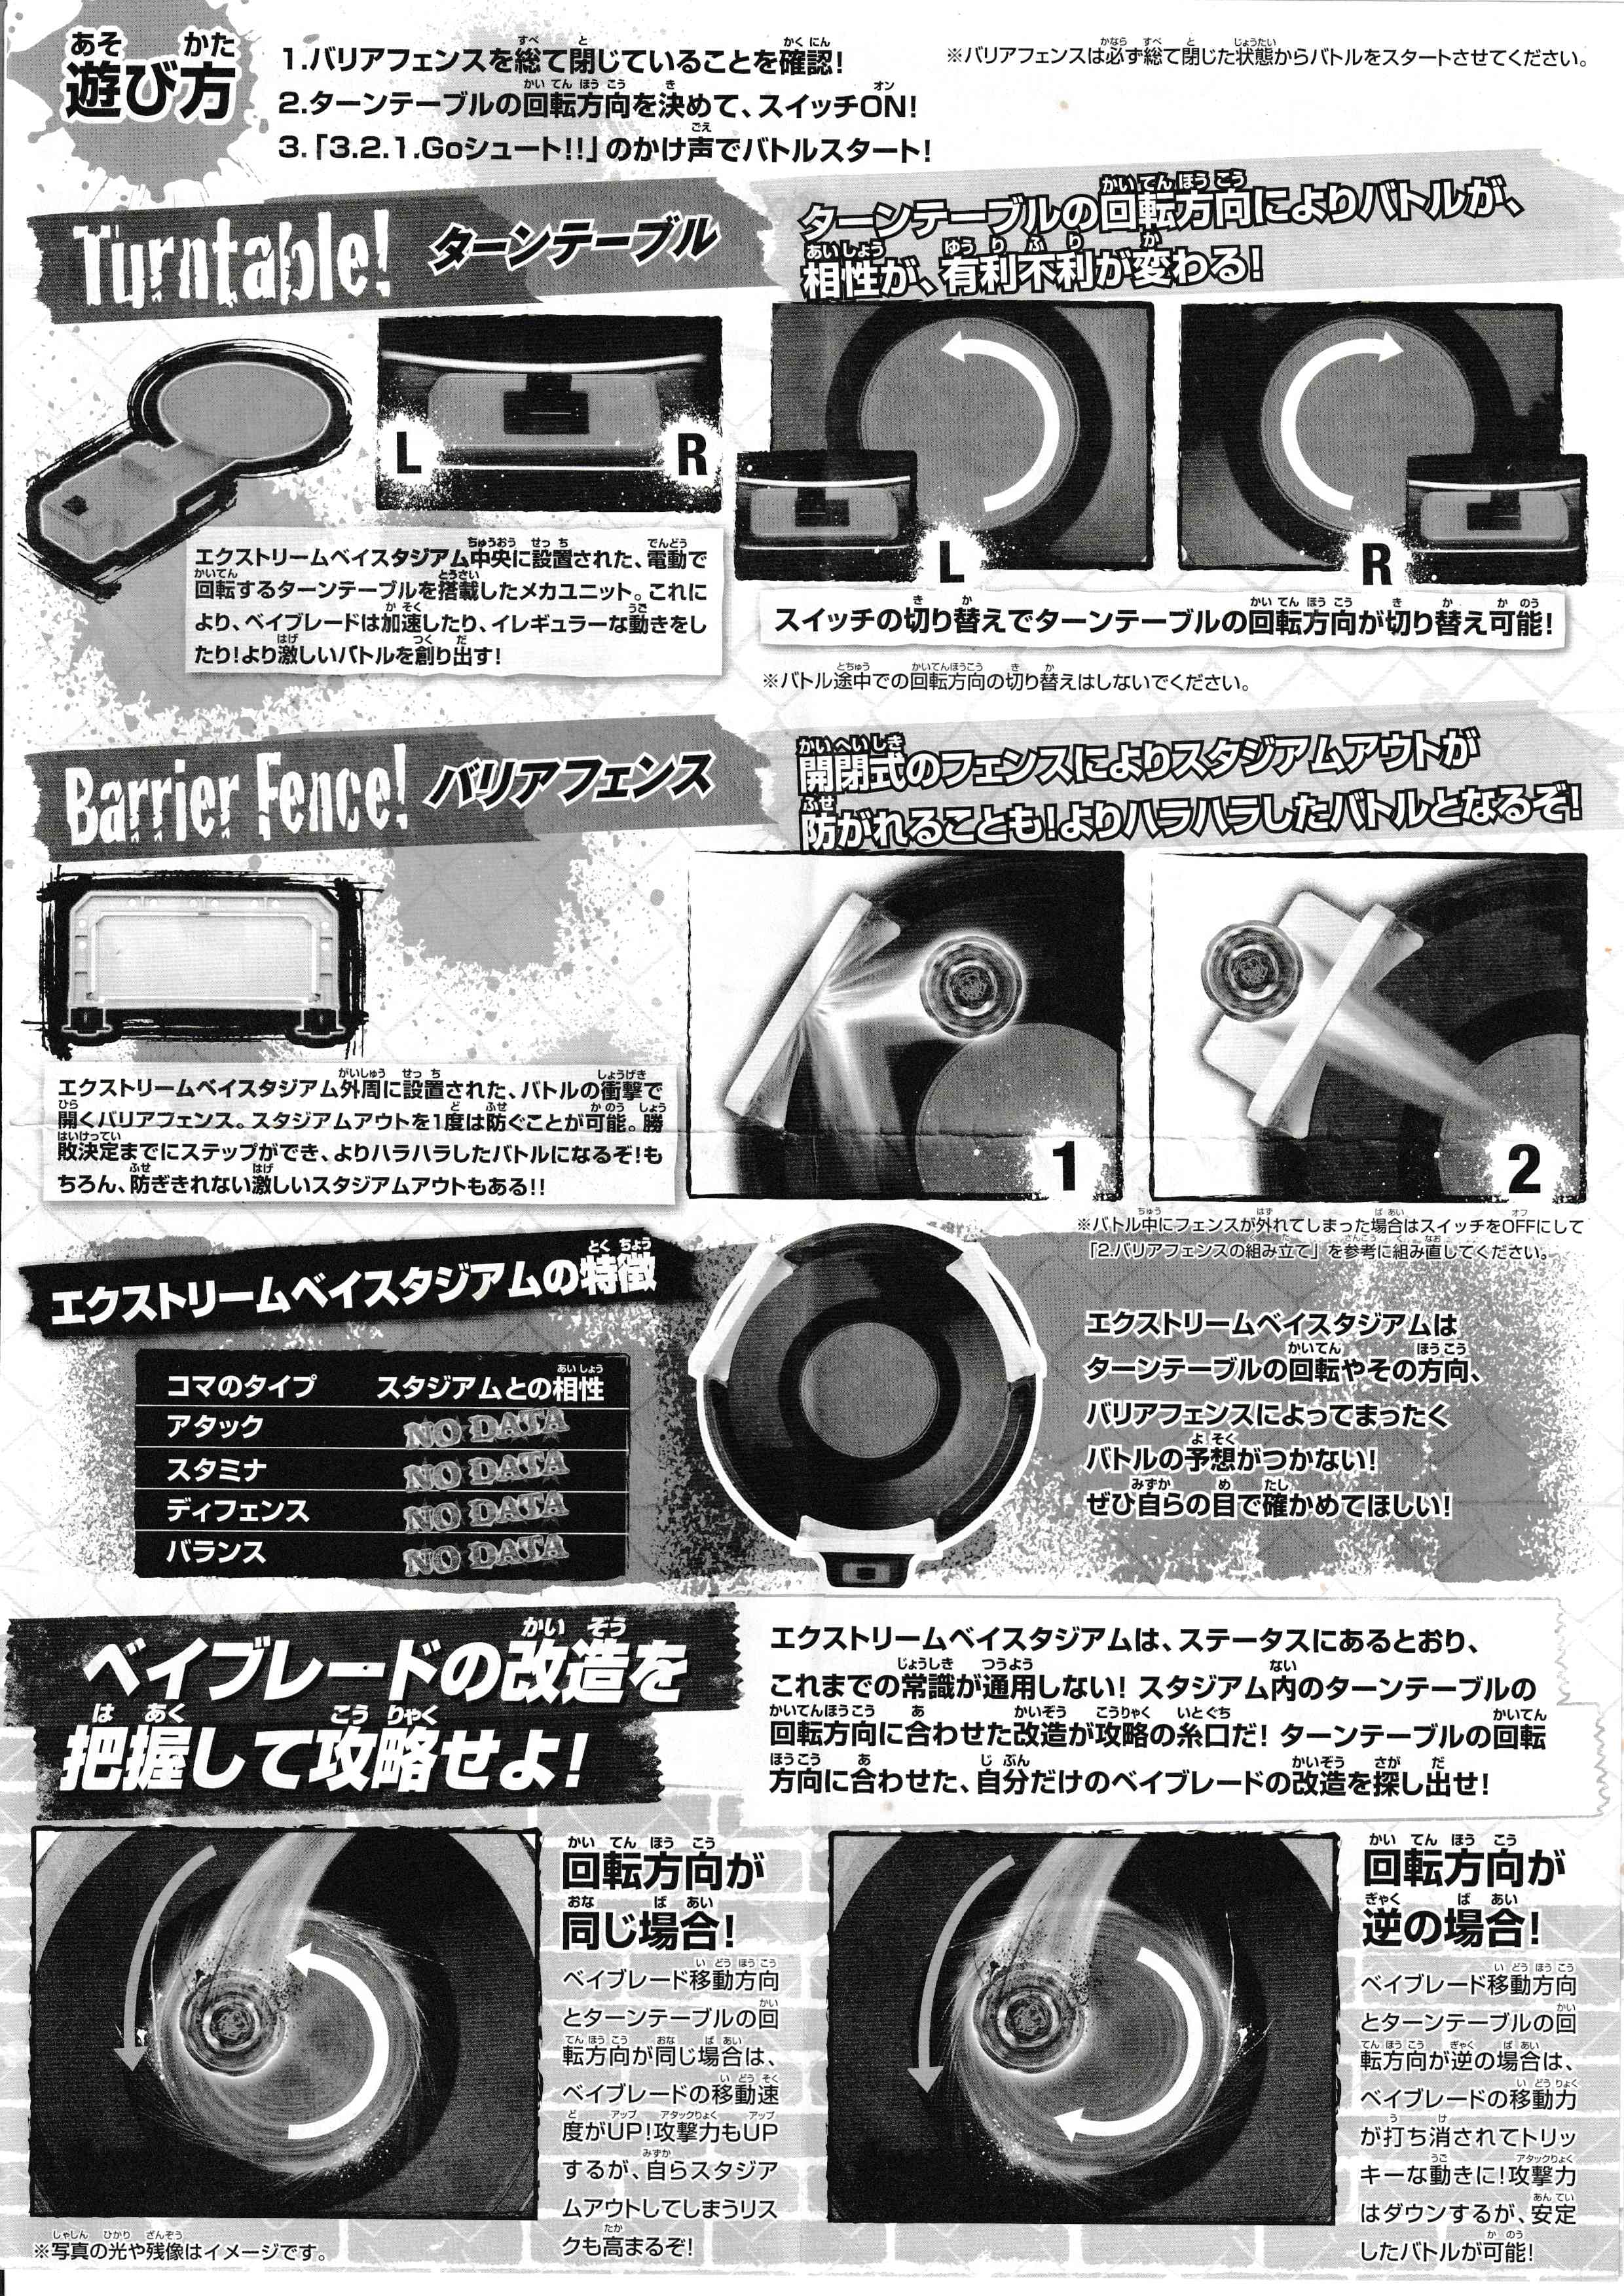 遊び方
1.バリアフェンスを総て閉じていることを確認!
2.ターンテーブルの回転方向を決めて、スイッチON!
3.「3.2.1.Goシュート!!」のかけ声でバトルスタート!
※バリアフェンスは必ず総て閉じた状態からバトルをスタートさせてください。
Turntable! ターンテーブル
ターンテーブルの回転方向によりバトルが、
相性が、有利不利が変わる!
L
R
エクストリームベイスタジアム中央に設置された、電動で
回転するターンテーブルを搭載したメカユニット。これに
より、ベイブレードは加速したり、イレギュラーな動きをし
たり!より激しいバトルを創り出す!
L
R
スイッチの切り替えでターンテーブルの回転方向が切り替え可能!
※バトル途中での回転方向の切り替えはしないでください。
Barrier Fence! バリアフェンス
開閉式のフェンスによりスタジアムアウトが
防がれることも!よりハラハラしたバトルとなるぞ!
エクストリームベイスタジアム外周に設置された、バトルの衝撃で
開くバリアフェンス。スタジアムアウトを1度は防ぐことが可能。勝
敗決定までにステップができ、よりハラハラしたバトルになるぞ!も
ちろん、防ぎきれない激しいスタジアムアウトもある!!
1
2
※バトル中にフェンスが外れてしまった場合はスイッチをOFFにして
「2.バリアフェンスの組み立て」を参考に組み直してください。
エクストリームベイスタジアムの特徴
コマのタイプ スタジアムとの相性
アタック NO DATA
スタミナ NO DATA
ディフェンス NO DATA
バランス NO DATA
エクストリームベイスタジアムは
ターンテーブルの回転やその方向、
バリアフェンスによってまったく
バトルの予想がつかない!
ぜひ自らの目で確かめてほしい!
ベイブレードの改造を
把握して攻略せよ!
エクストリームベイスタジアムは、ステータスにあるとおり、
これまでの常識が通用しない! スタジアム内のターンテーブルの
回転方向に合わせた改造が攻略の糸口だ! ターンテーブルの回転
方向に合わせた、自分だけのベイブレードの改造を探し出せ!
回転方向が
同じ場合!
ベイブレード移動方向
とターンテーブルの回
転方向が同じ場合は、
ベイブレードの移動速
度がUP!攻撃力もUP
するが、自らスタジア
ムアウトしてしまうリス
クも高まるぞ!
回転方向が
逆の場合!
ベイブレード移動方向
とターンテーブルの回
転方向が逆の場合は、
ベイブレードの移動力
が打ち消されてトリッ
キーな動きに!攻撃力
はダウンするが、安定
したバトルが可能!
※写真の光や残像はイメージです。